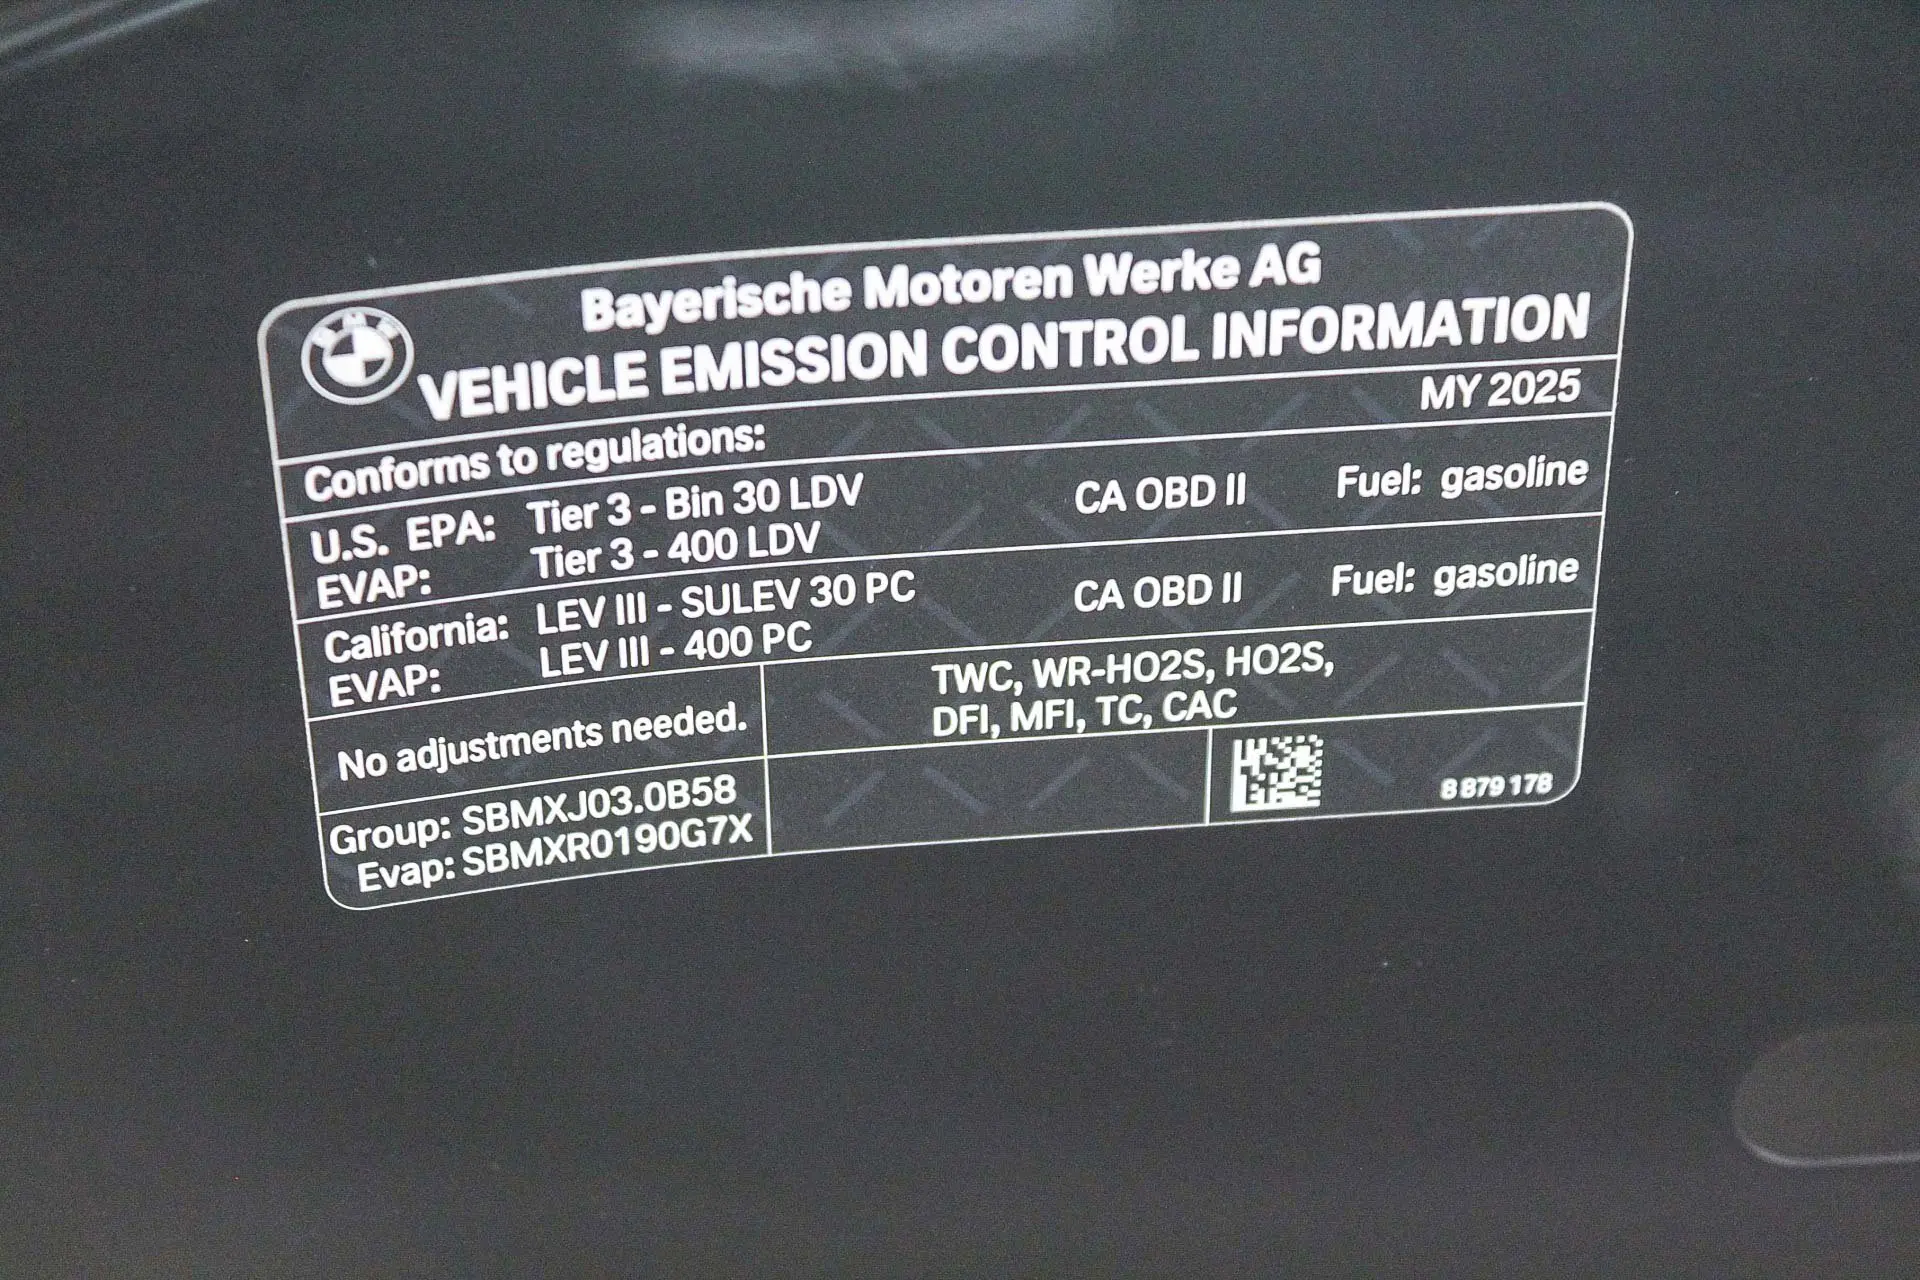 BMW
Bayerische Motoren Werke AG
VEHICLE EMISSION CONTROL INFORMATION
Conforms to regulations: MY 2025
U.S. EPA: Tier 3 - Bin 30 LDV CA OBD II Fuel: gasoline
EVAP: Tier 3 - 400 LDV
California: LEV III - SULEV 30 PC CA OBD II Fuel: gasoline
EVAP: LEV III - 400 PC
No adjustments needed.
TWC, WR-HO2S, HO2S,
DFI, MFI, TC, CAC
Group: SBMXJ03.0B58
Evap: SBMXR0190G7X
8 879 178